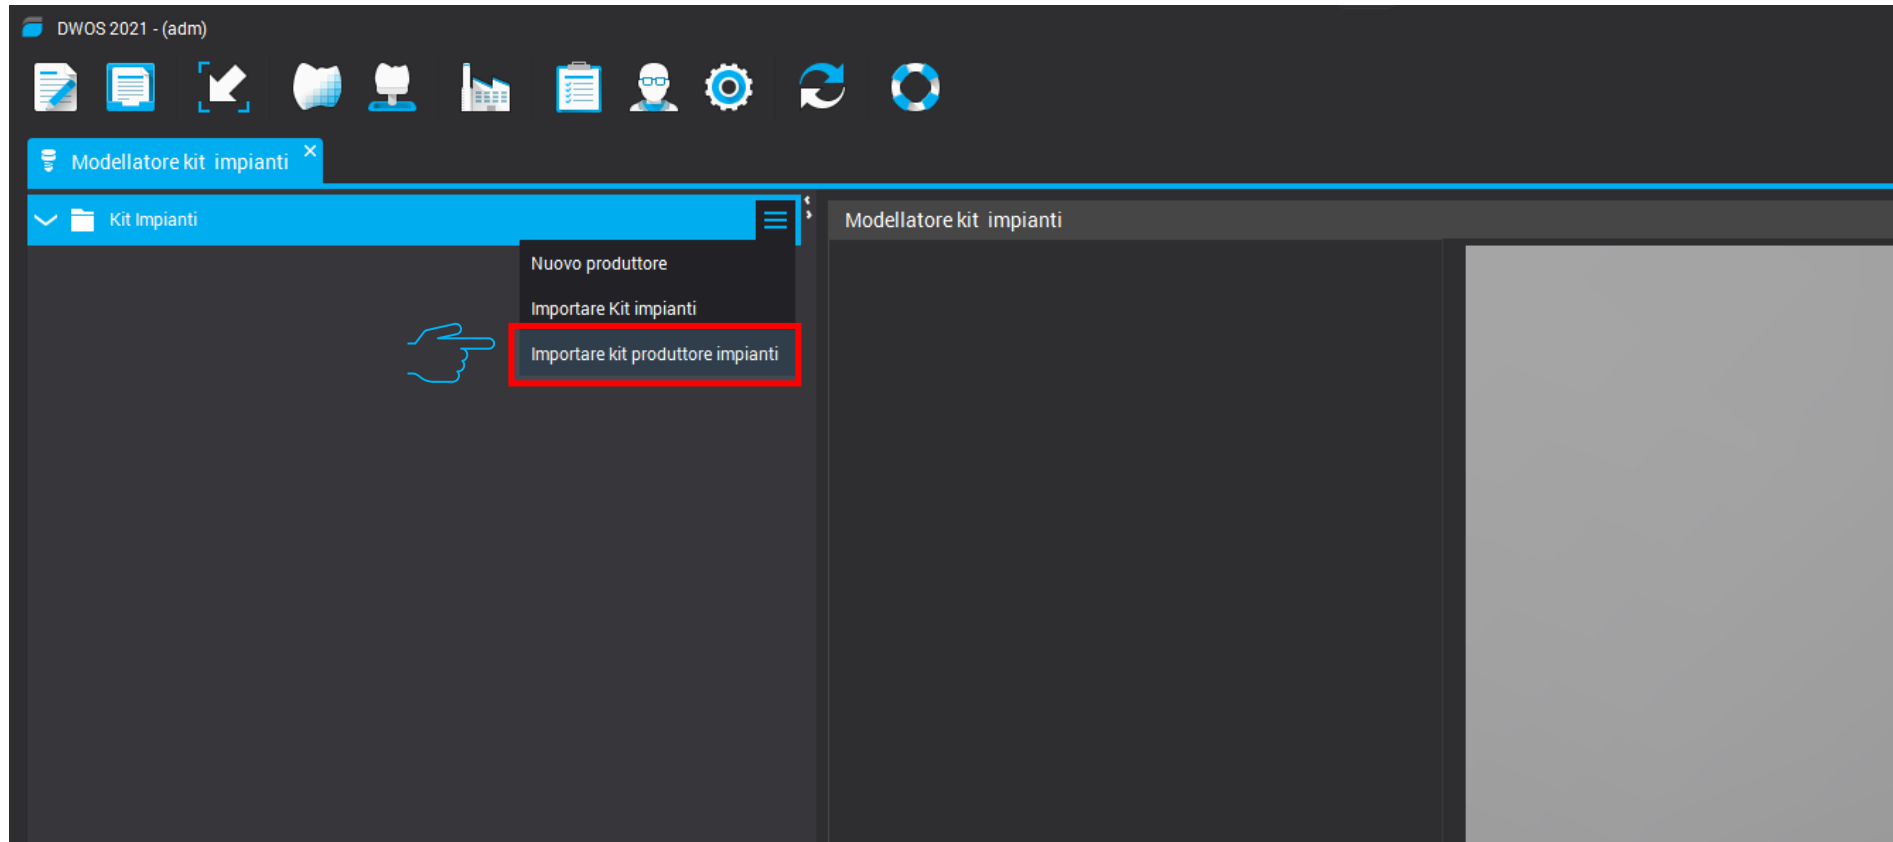 DWOS 2021 - (adm)
Modellatore kit impianti
Kit Impianti
Modellatore kit impianti
Nuovo produttore
Importare Kit impianti
Importare kit produttore impianti